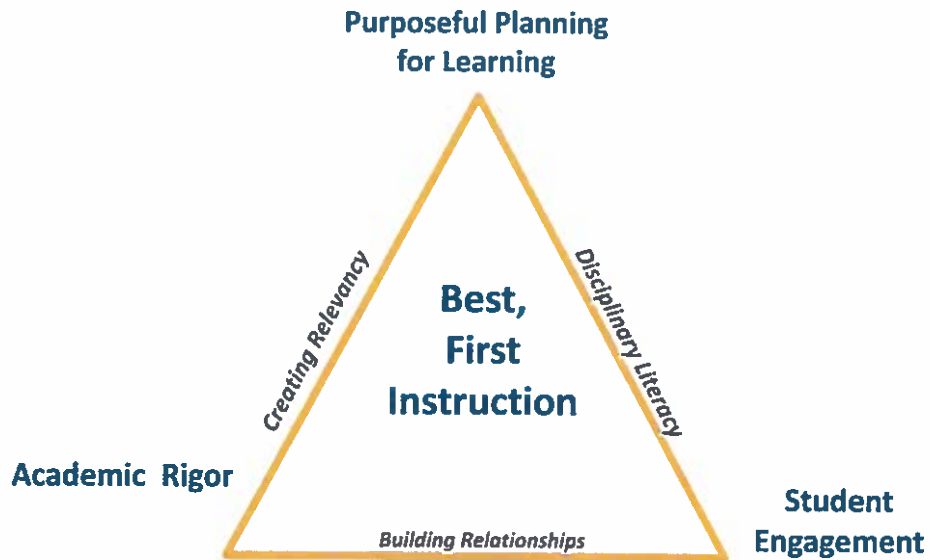 Purposeful Planning
for Learning
Creating Relevancy
Disciplinary Literacy
Best,
First
Instruction
Academic Rigor
Student
Engagement
Building Relationships